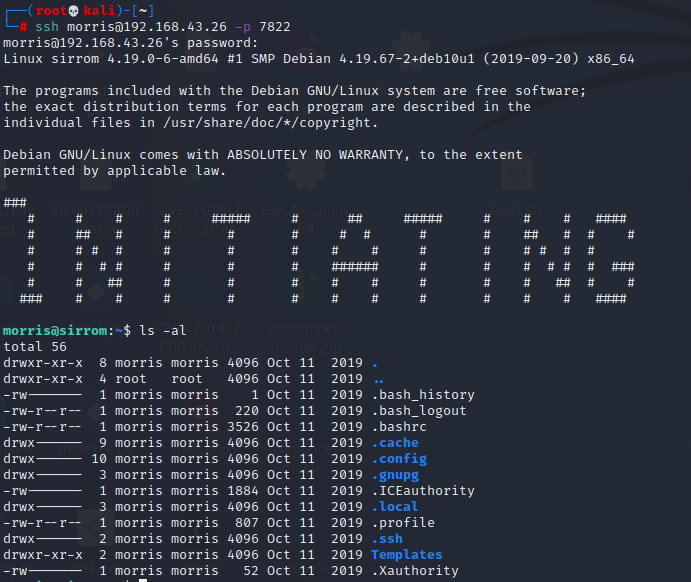 ┌──(root💀kali)-[~]
└─# ssh morris@192.168.43.26 -p 7822
morris@192.168.43.26's password:
Linux sirrom 4.19.0-6-amd64 #1 SMP Debian 4.19.67-2+deb10u1 (2019-09-20) x86_64
The programs included with the Debian GNU/Linux system are free software;
the exact distribution terms for each program are described in the
individual files in /usr/share/doc/*/copyright.
Debian GNU/Linux comes with ABSOLUTELY NO WARRANTY, to the extent
permitted by applicable law.
INITIATING
morris@sirrom:~$ ls -al
total 56
drwxr-xr-x  8 morris morris 4096 Oct 11  2019 .
drwxr-xr-x  4 root   root   4096 Oct 11  2019 ..
-rw-------  1 morris morris    1 Oct 11  2019 .bash_history
-rw-r--r--  1 morris morris  220 Oct 11  2019 .bash_logout
-rw-r--r--  1 morris morris 3526 Oct 11  2019 .bashrc
drwx------  9 morris morris 4096 Oct 11  2019 .cache
drwx------ 10 morris morris 4096 Oct 11  2019 .config
drwx------  3 morris morris 4096 Oct 11  2019 .gnupg
-rw-------  1 morris morris 1884 Oct 11  2019 .ICEauthority
drwx------  3 morris morris 4096 Oct 11  2019 .local
-rw-r--r--  1 morris morris  807 Oct 11  2019 .profile
drwx------  2 morris morris 4096 Oct 11  2019 .ssh
drwxr-xr-x  2 morris morris 4096 Oct 11  2019 Templates
-rw-------  1 morris morris   52 Oct 11  2019 .Xauthority